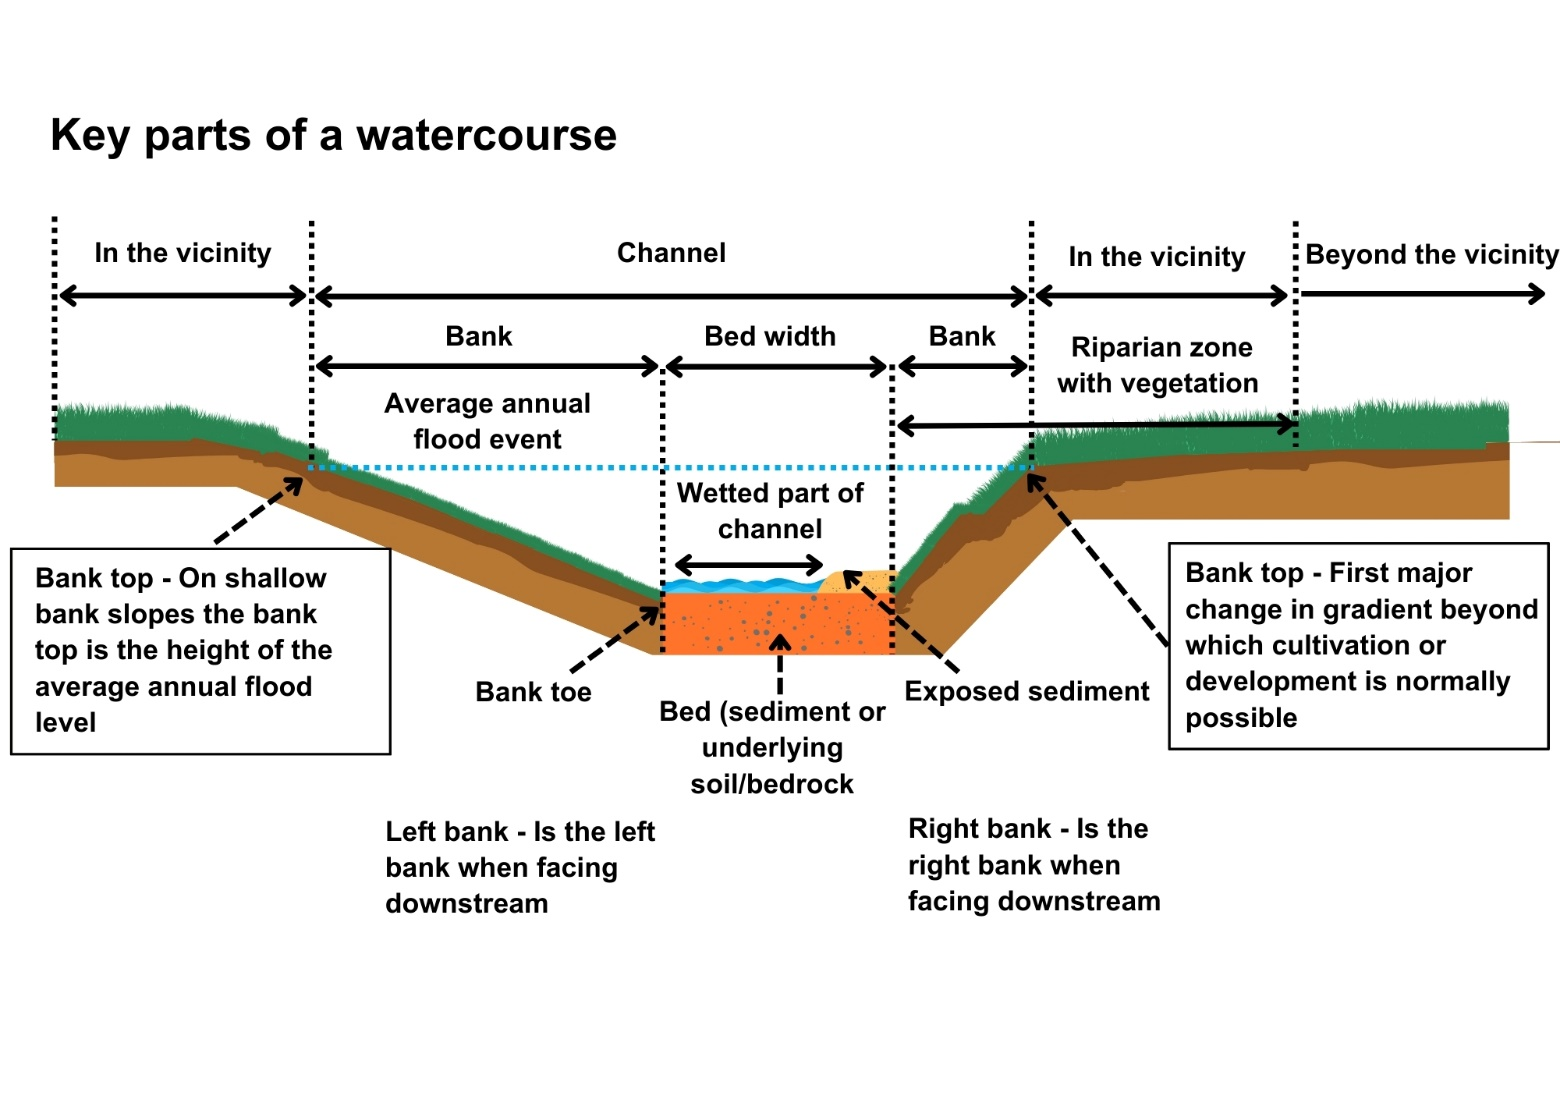 Key parts of a watercourse
In the vicinity
Channel
In the vicinity
Beyond the vicinity
Bank
Bed width
Bank
Riparian zone
with vegetation
Average annual
flood event
Wetted part of
channel
Bank top - On shallow
bank slopes the bank
top is the height of the
average annual flood
level
Bank top - First major
change in gradient beyond
which cultivation or
development is normally
possible
Bank toe
Exposed sediment
Bed (sediment or
underlying
soil/bedrock
Left bank - Is the left
bank when facing
downstream
Right bank - Is the
right bank when
facing downstream